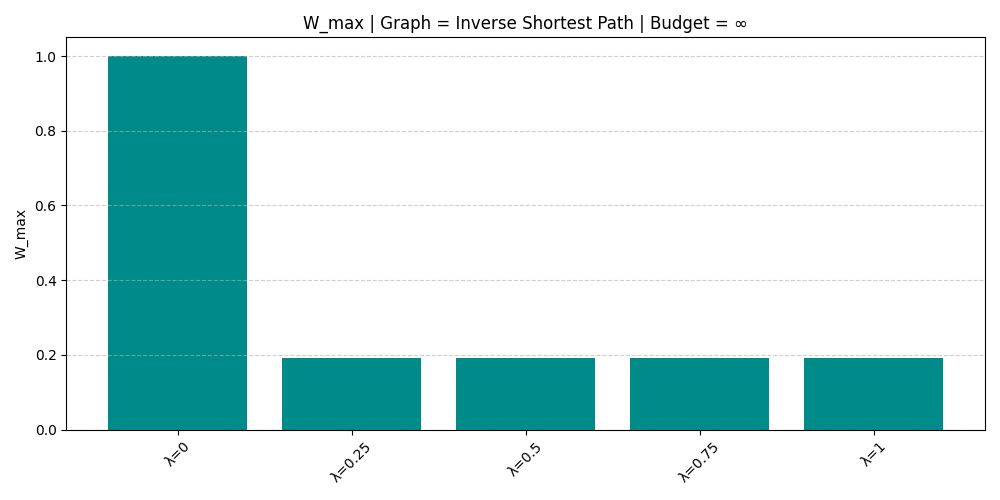 W_max | Graph = Inverse Shortest Path | Budget = ∞
W_max
1.0
0.8
0.6
0.4
0.2
0.0
λ=0
λ=0.25
λ=0.5
λ=0.75
λ=1